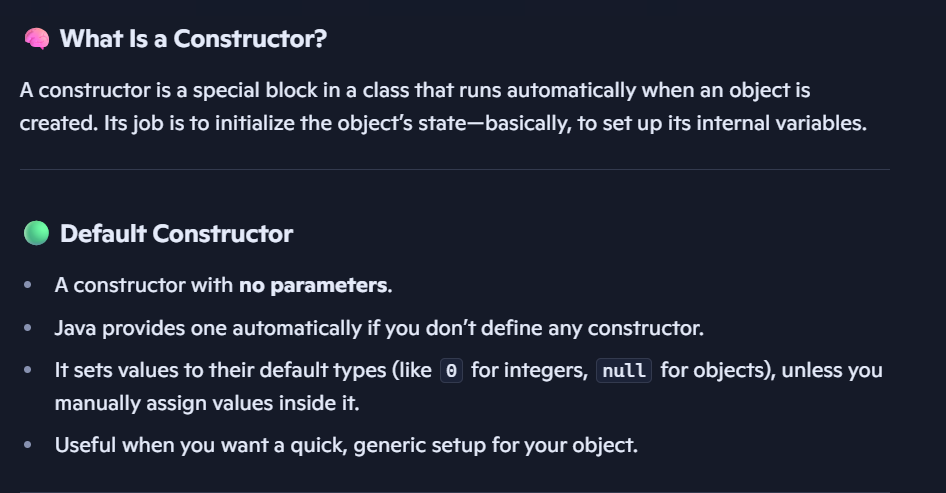 🧠 What Is a Constructor?
A constructor is a special block in a class that runs automatically when an object is
created. Its job is to initialize the object’s state—basically, to set up its internal variables.
🟢 Default Constructor
• A constructor with no parameters.
• Java provides one automatically if you don’t define any constructor.
• It sets values to their default types (like 0 for integers, null for objects), unless you
manually assign values inside it.
• Useful when you want a quick, generic setup for your object.